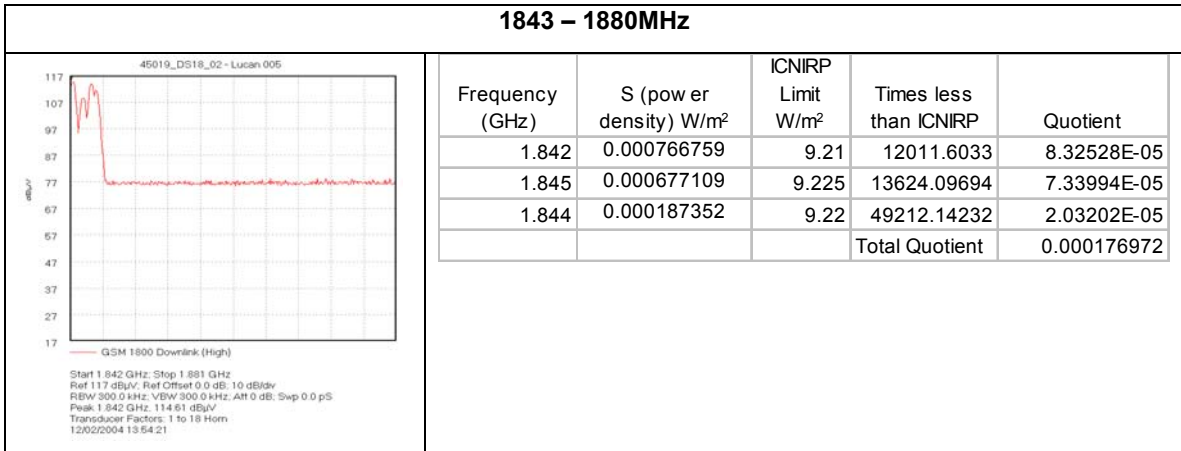 1843 – 1880MHz
45019_DS18_02 - Lucan 005
117
107
97
87
77
67
57
47
37
27
17
dBµV
GSM 1800 Downlink (High)
Start 1.842 GHz; Stop 1.881 GHz
Ref 117 dBµV; Ref Offset 0.0 dB; 10 dB/div
RBW 300.0 kHz; VBW 300.0 kHz; Att 0 dB; Swp 0.0 pS
Peak 1.842 GHz, 114.61 dBµV
Transducer Factors: 1 to 18 Horn
12/02/2004 13:54:21
Frequency (GHz) S (pow er density) W/m² ICNIRP Limit W/m² Times less than ICNIRP Quotient
1.842 0.000766759 9.21 12011.6033 8.32528E-05
1.845 0.000677109 9.225 13624.09694 7.33994E-05
1.844 0.000187352 9.22 49212.14232 2.03202E-05
Total Quotient 0.000176972